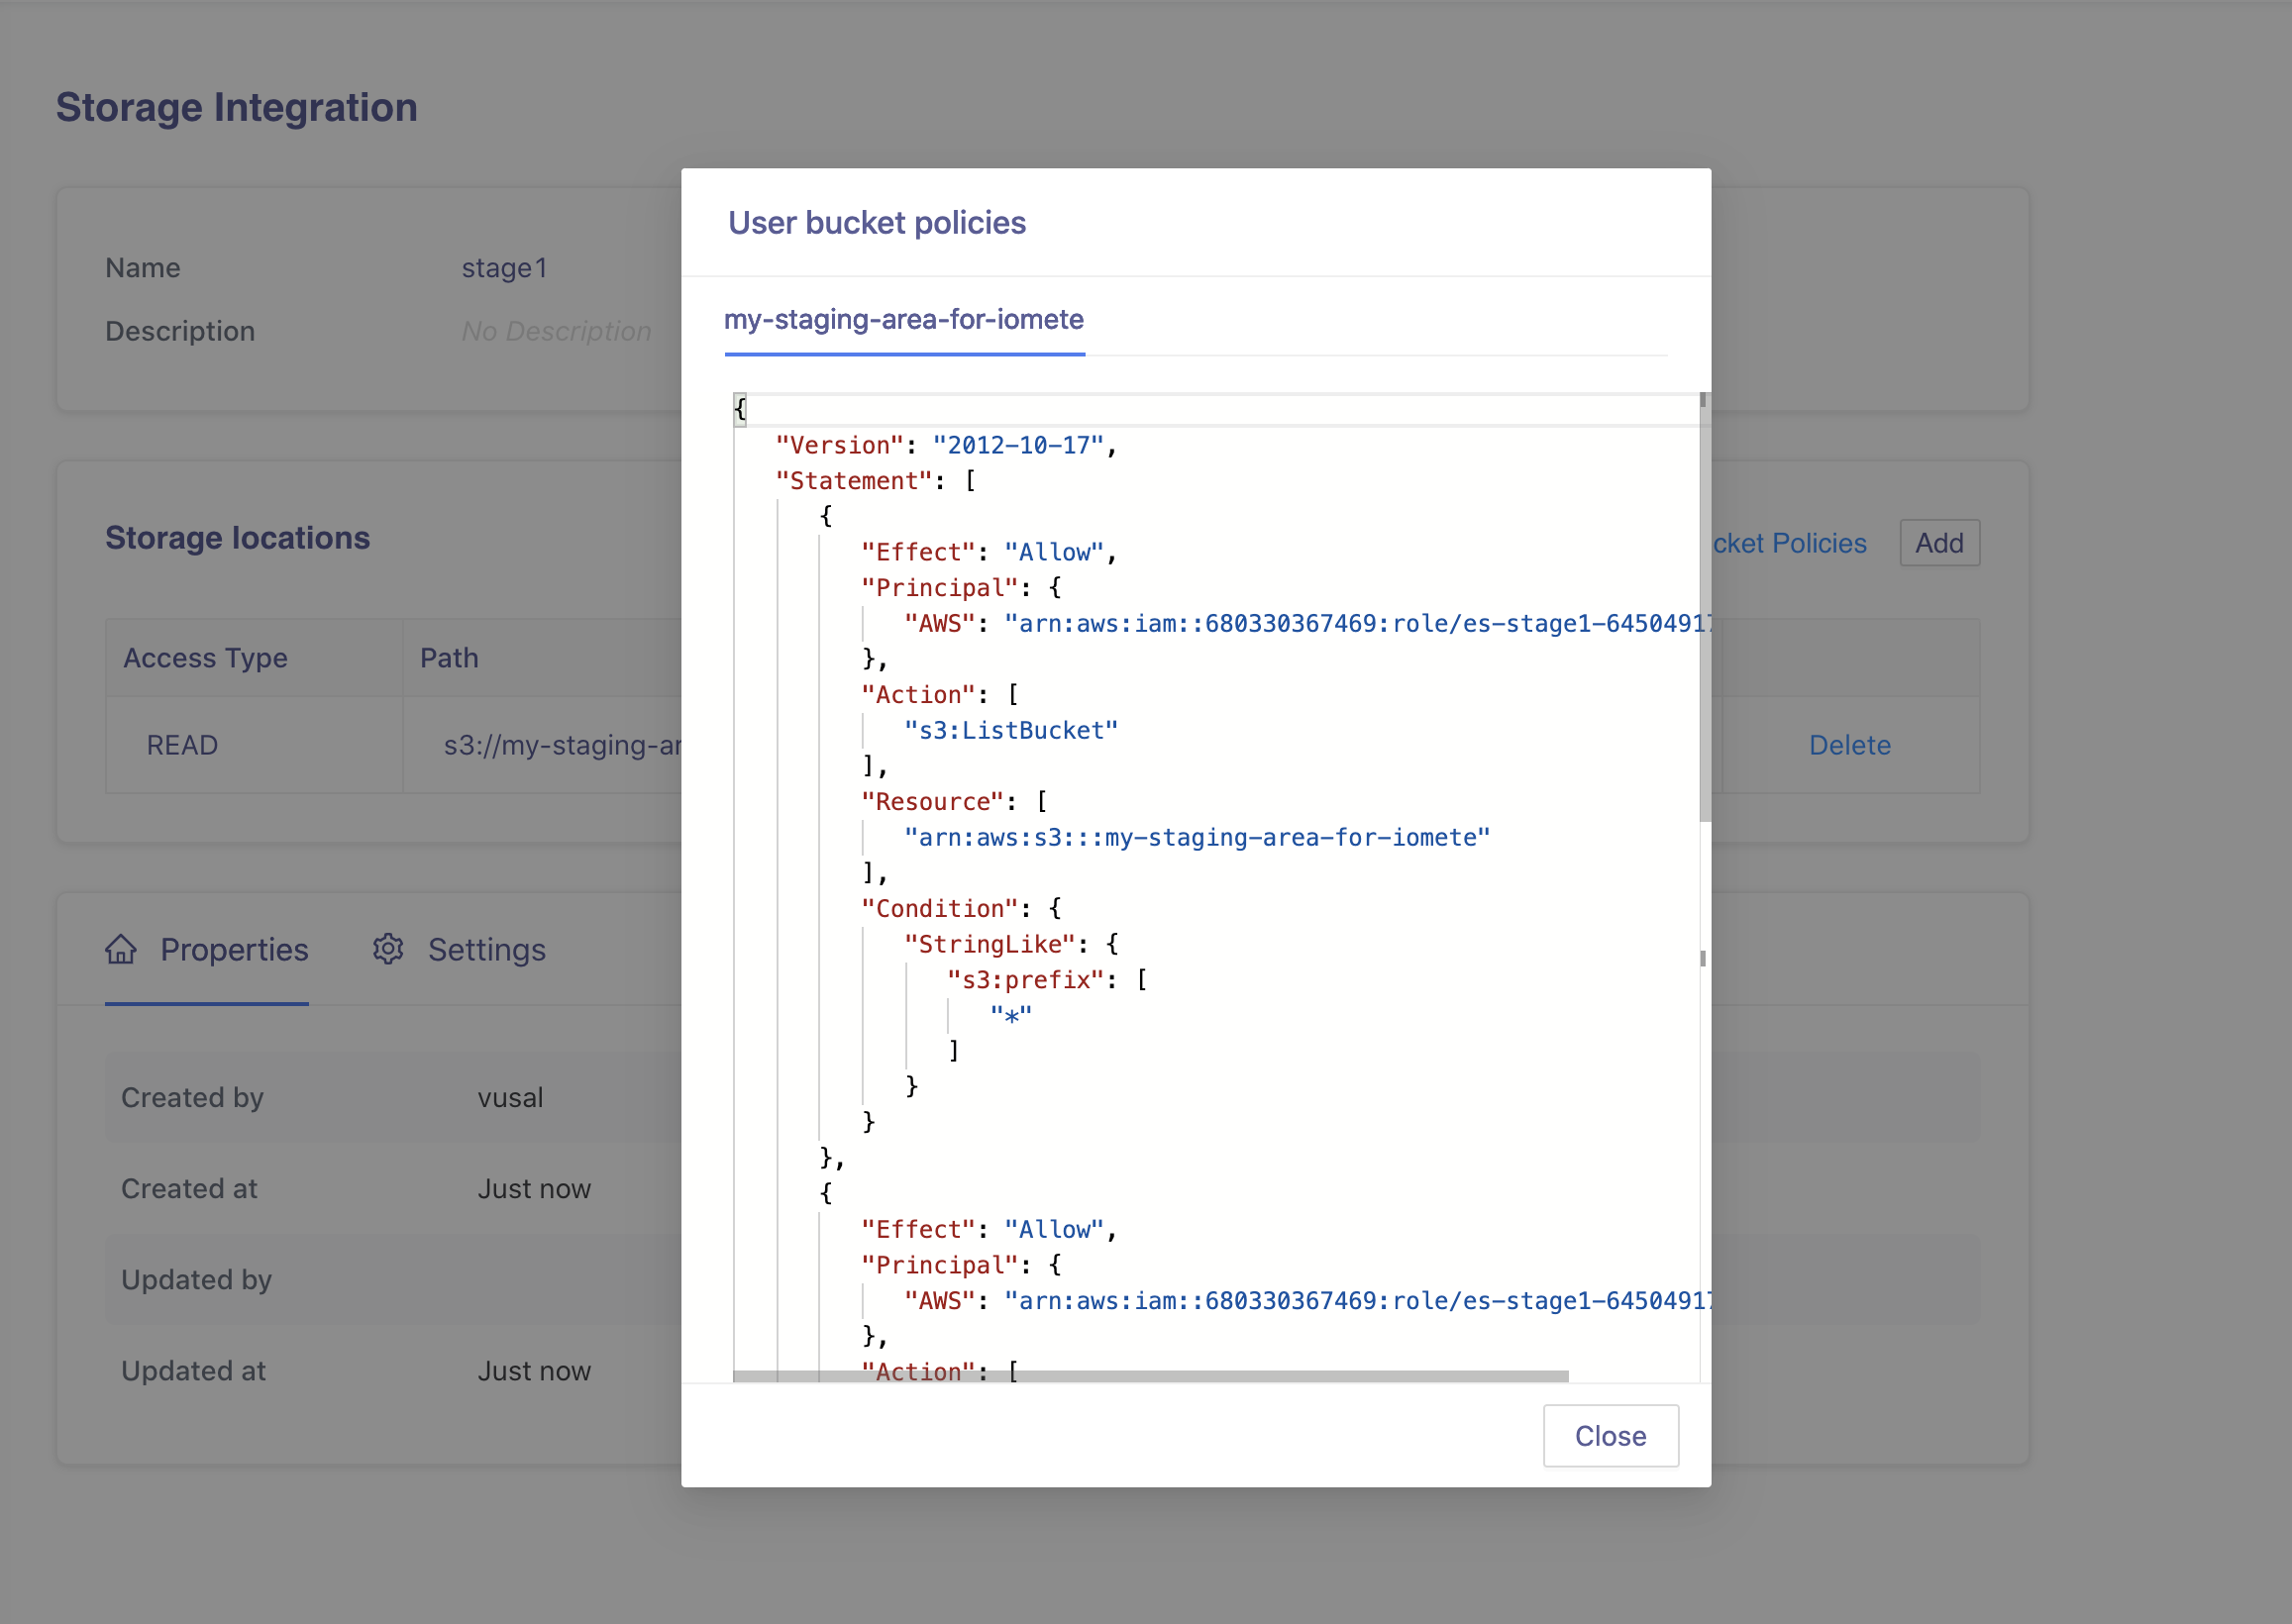 Storage Integration
Name stage1
Description No Description
Storage locations
cket Policies Add
Access Type Path
READ s3://my-staging-ar
Delete
Properties Settings
Created by vusal
Created at Just now
Updated by
Updated at Just now
User bucket policies
my-staging-area-for-iomete
{
"Version": "2012-10-17",
"Statement": [
{
"Effect": "Allow",
"Principal": {
"AWS": "arn:aws:iam::680330367469:role/es-stage1-64504917
},
"Action": [
"s3:ListBucket"
],
"Resource": [
"arn:aws:s3:::my-staging-area-for-iomete"
],
"Condition": {
"StringLike": {
"s3:prefix": [
"*"
]
}
}
},
{
"Effect": "Allow",
"Principal": {
"AWS": "arn:aws:iam::680330367469:role/es-stage1-64504917
},
"Action": [
Close